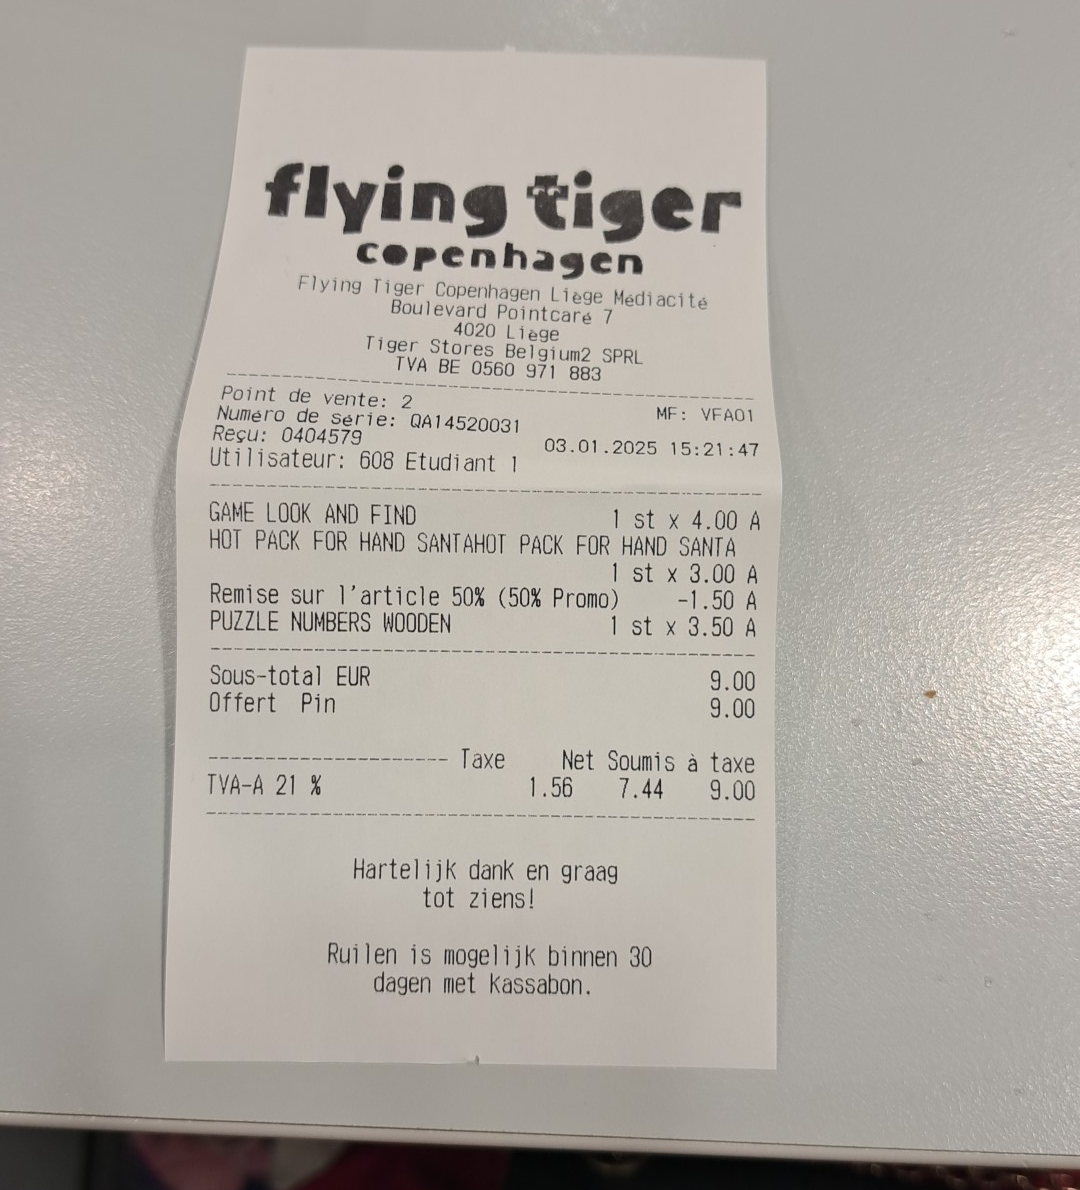 flying tiger
copenhagen
Flying Tiger Copenhagen Liège Médiacité
Boulevard Pointcaré 7
4020 Liège
Tiger Stores Belgium2 SPRL
TVA BE 0560 971 883
Point de vente: 2
MF: VFA01
Numéro de série: QA14520031
Reçu: 0404579
03.01.2025 15:21:47
Utilisateur: 608 Etudiant 1
GAME LOOK AND FIND 1 st x 4.00 A
HOT PACK FOR HAND SANTAHOT PACK FOR HAND SANTA
1 st x 3.00 A
Remise sur l'article 50% (50% Promo) -1.50 A
PUZZLE NUMBERS WOODEN 1 st x 3.50 A
Sous-total EUR 9.00
Offert Pin 9.00
Taxe Net Soumis à taxe
TVA-A 21 % 1.56 7.44 9.00
Hartelijk dank en graag
tot ziens!
Ruilen is mogelijk binnen 30
dagen met kassabon.